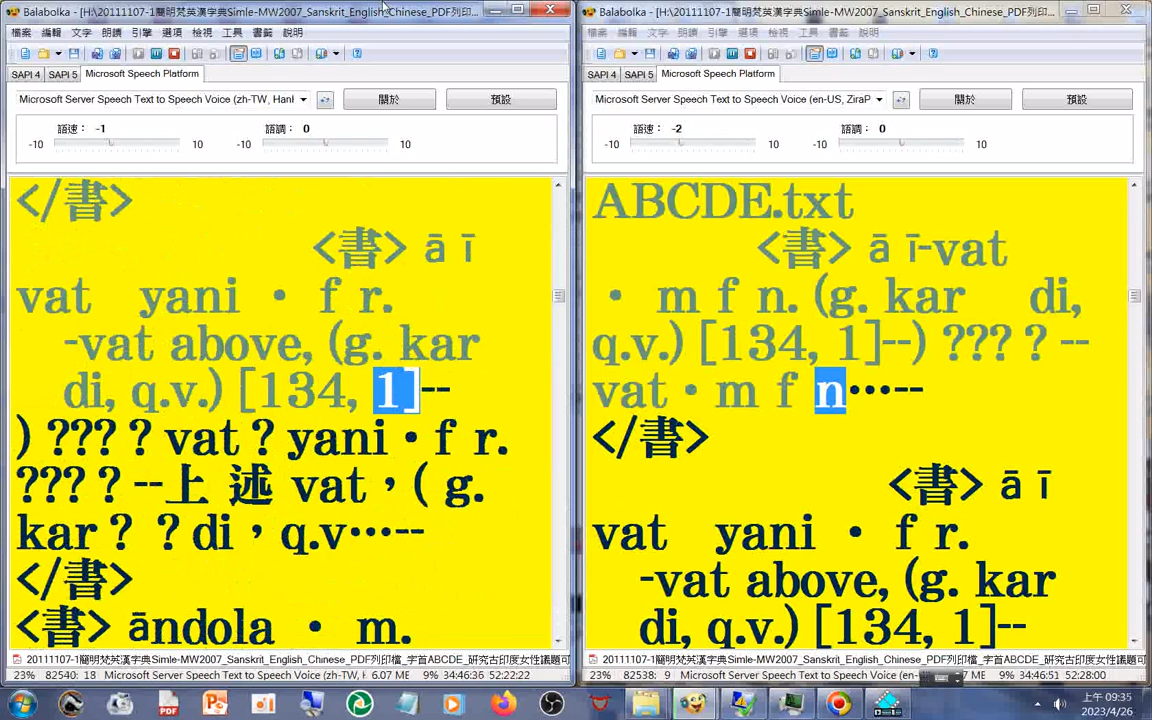 Balabolka - [H:\20111107-1簡明梵英漢字典Simle-MW2007_Sanskrit_English_Chinese_PDF列印...
檔案 編輯 文字 朗讀 引擎 選項 檢視 工具 書籤 說明
SAPI 4 SAPI 5 Microsoft Speech Platform
Microsoft Server Speech Text to Speech Voice (zh-TW, HanI 關於 預設
語速： -1 語調： 0
-10 10 -10 10
</書>
<書> ā ī
vat yani · f r.
-vat above, (g. kar
di, q.v.) [134, 1]--
) ??? ? vat ? yani · f r.
??? ? --上 述 vat，( g.
kar ? ? di，q.v…--
</書>
<書> āndola · m.
20111107-1簡明梵英漢字典Simle-MW2007_Sanskrit_English_Chinese_PDF列印檔_字首ABCDE_研究古印度女性議題可
23% 82540: 18 Microsoft Server Speech Text to Speech Voice (zh-TW, H 6.07 ME 9% 34:46:36 52:22:22
Balabolka - [H:\20111107-1簡明梵英漢字典Simle-MW2007_Sanskrit_English_Chinese_PDF列印...
檔案 編輯 文字 朗讀 引擎 選項 檢視 工具 書籤 說明
SAPI 4 SAPI 5 Microsoft Speech Platform
Microsoft Server Speech Text to Speech Voice (en-US, ZiraP 關於 預設
語速： -2 語調： 0
-10 10 -10 10
ABCDE.txt
<書> ā ī-vat
· m f n. (g. kar di,
q.v.) [134, 1]--) ??? ? --
vat · m f n…--
</書>
<書> ā ī
vat yani · f r.
-vat above, (g. kar
di, q.v.) [134, 1]--
20111107-1簡明梵英漢字典Simle-MW2007_Sanskrit_English_Chinese_PDF列印檔_字首ABCDE_研究古印度女性議題可
23% 82538: 9 Microsoft Server Speech Text to Speech Voice (en-U ME 9% 34:46:51 52:28:00
上午 09:35
2023/4/26